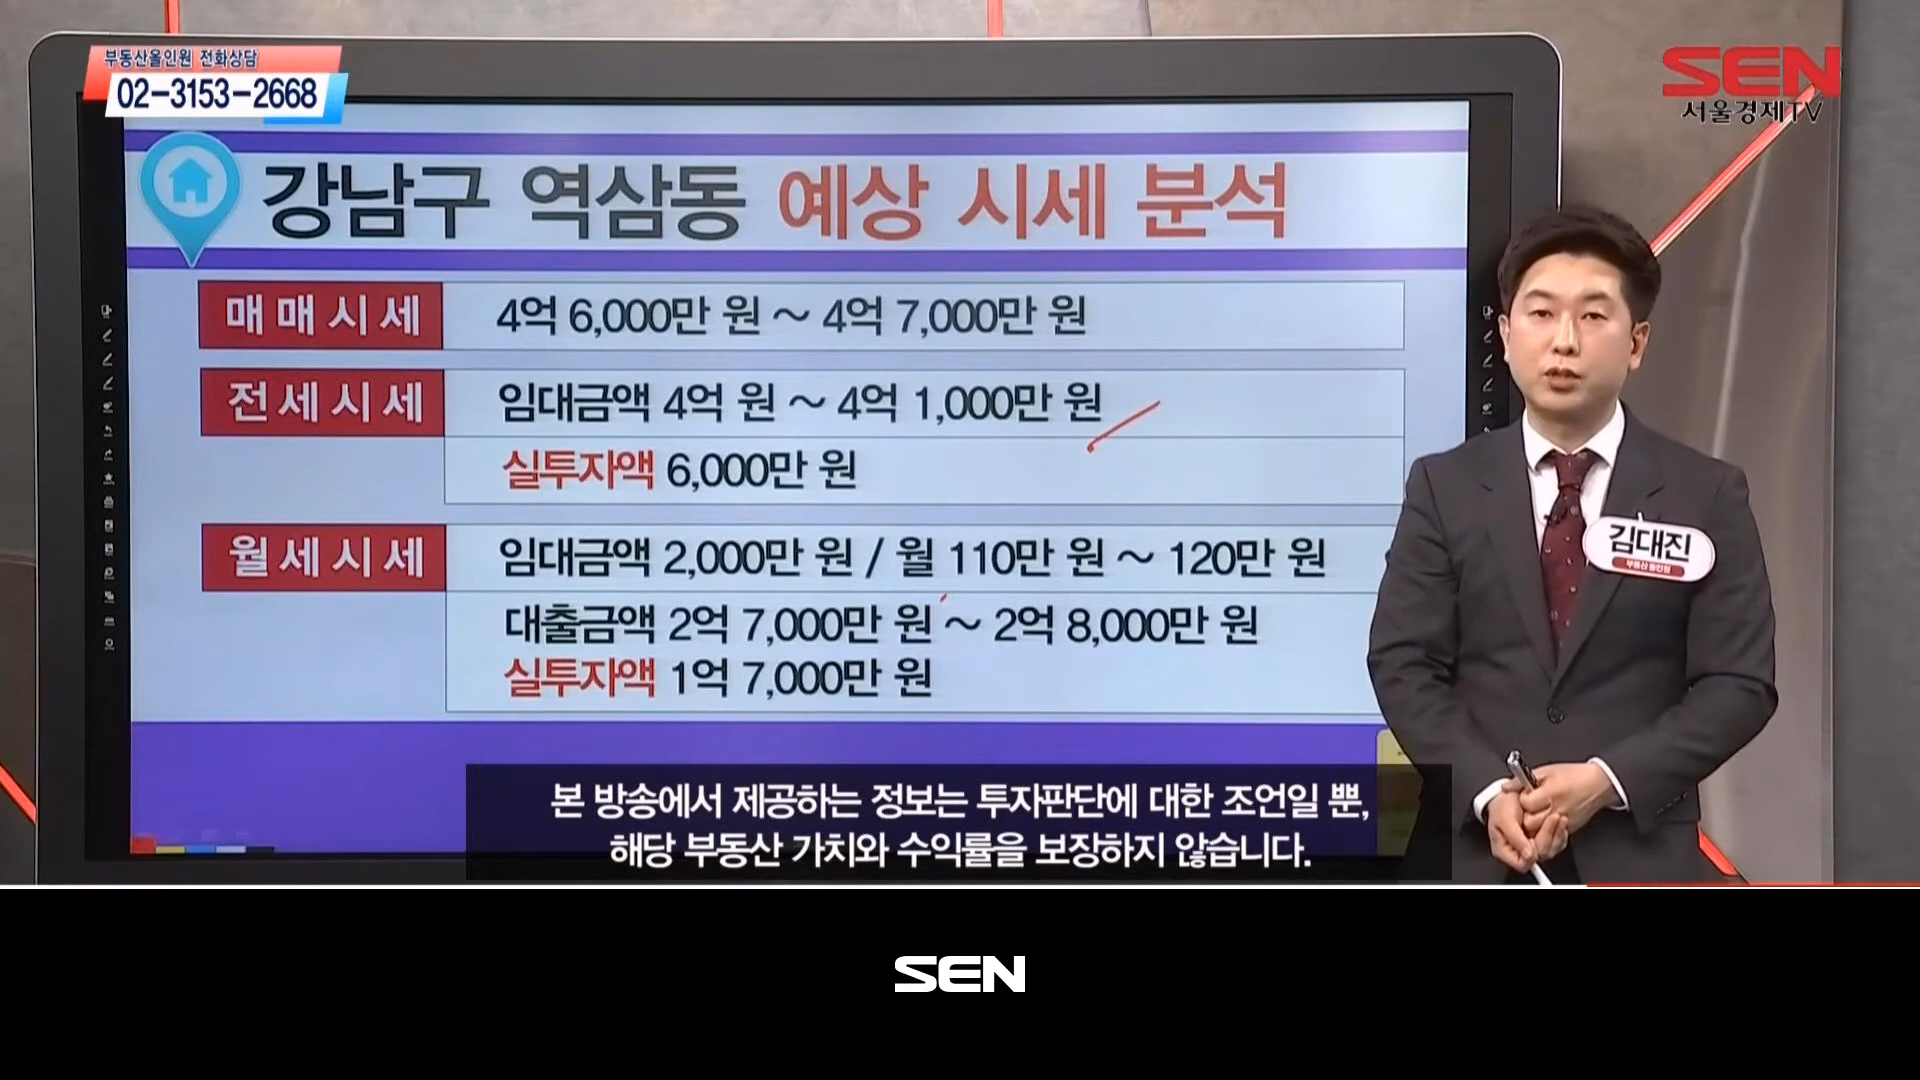 부동산올인원 전화상담
02-3153-2668
SEN
서울경제TV
강남구 역삼동 예상 시세 분석
매매시세 4억 6,000만 원 ~ 4억 7,000만 원
전세시세 임대금액 4억 원 ~ 4억 1,000만 원
실투자액 6,000만 원
월세시세 임대금액 2,000만 원 / 월 110만 원 ~ 120만 원
대출금액 2억 7,000만 원 ~ 2억 8,000만 원
실투자액 1억 7,000만 원
김대진
본 방송에서 제공하는 정보는 투자판단에 대한 조언일 뿐,
해당 부동산 가치와 수익률을 보장하지 않습니다.
SEN